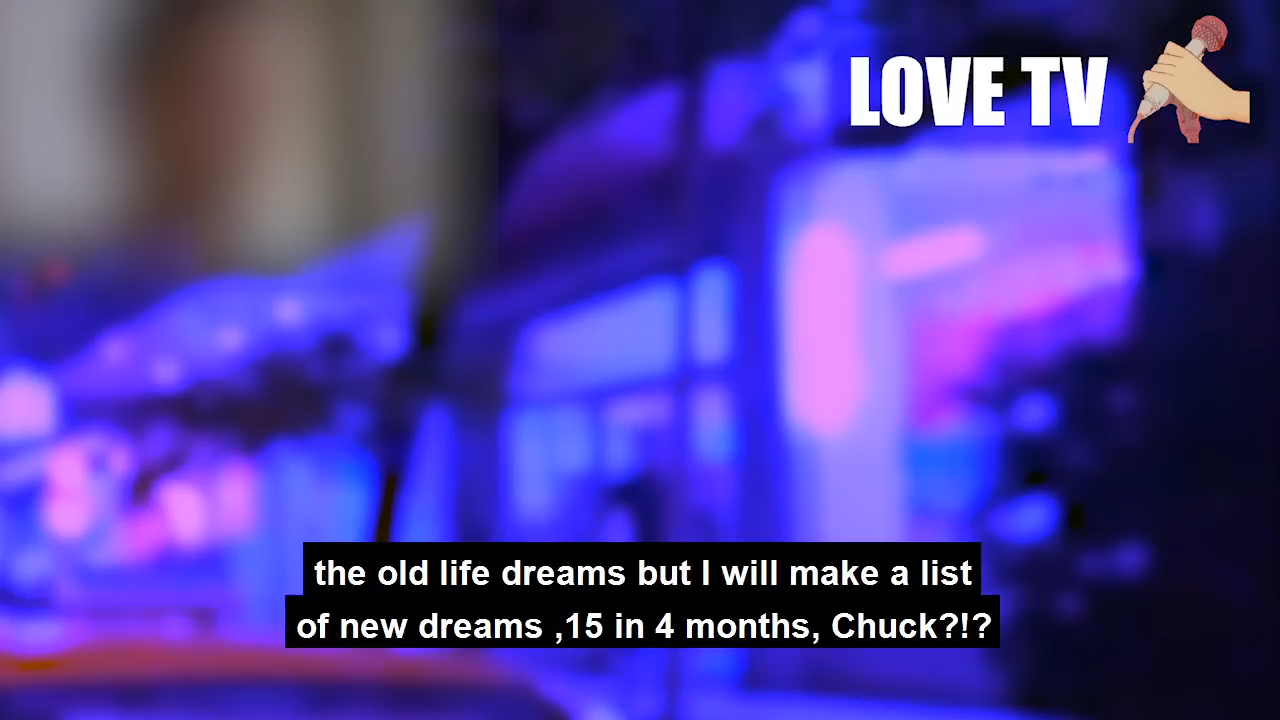 LOVE TV
the old life dreams but I will make a list
of new dreams ,15 in 4 months, Chuck?!?